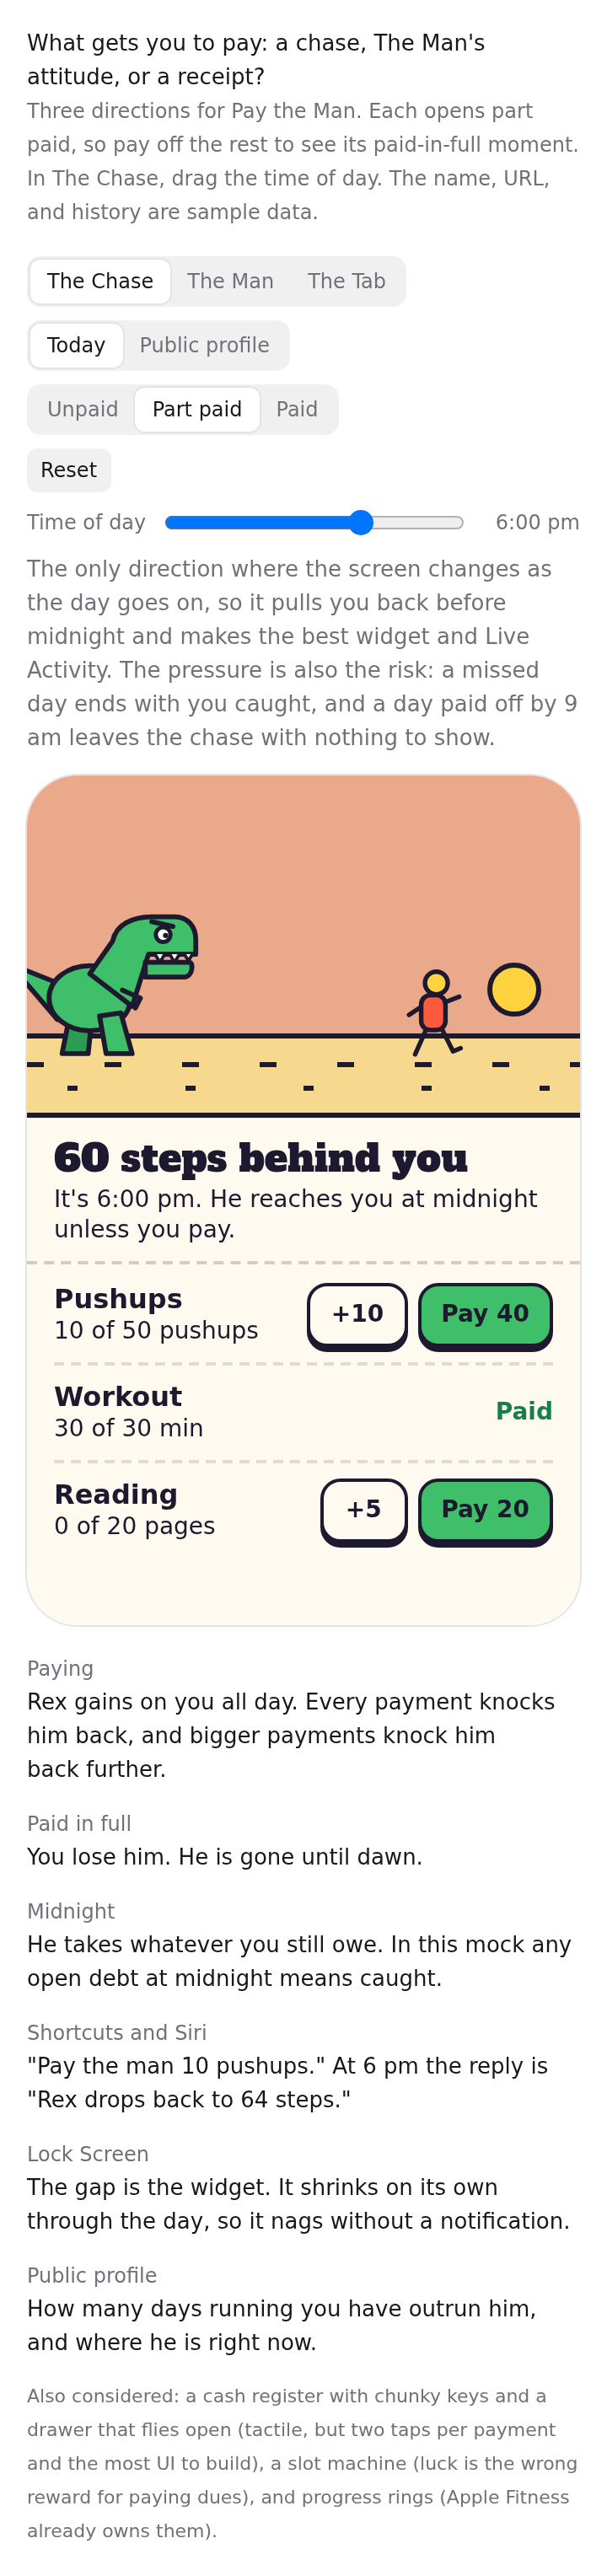 What gets you to pay: a chase, The Man's
attitude, or a receipt?
Three directions for Pay the Man. Each opens part
paid, so pay off the rest to see its paid-in-full moment.
In The Chase, drag the time of day. The name, URL,
and history are sample data.
The Chase The Man The Tab
Today Public profile
Unpaid Part paid Paid
Reset
Time of day 6:00 pm
The only direction where the screen changes as
the day goes on, so it pulls you back before
midnight and makes the best widget and Live
Activity. The pressure is also the risk: a missed
day ends with you caught, and a day paid off by 9
am leaves the chase with nothing to show.
60 steps behind you
It's 6:00 pm. He reaches you at midnight
unless you pay.
Pushups
10 of 50 pushups
+10 Pay 40
Workout
30 of 30 min
Paid
Reading
0 of 20 pages
+5 Pay 20
Paying
Rex gains on you all day. Every payment knocks
him back, and bigger payments knock him
back further.
Paid in full
You lose him. He is gone until dawn.
Midnight
He takes whatever you still owe. In this mock any
open debt at midnight means caught.
Shortcuts and Siri
"Pay the man 10 pushups." At 6 pm the reply is
"Rex drops back to 64 steps."
Lock Screen
The gap is the widget. It shrinks on its own
through the day, so it nags without a notification.
Public profile
How many days running you have outrun him,
and where he is right now.
Also considered: a cash register with chunky keys and a
drawer that flies open (tactile, but two taps per payment
and the most UI to build), a slot machine (luck is the wrong
reward for paying dues), and progress rings (Apple Fitness
already owns them).